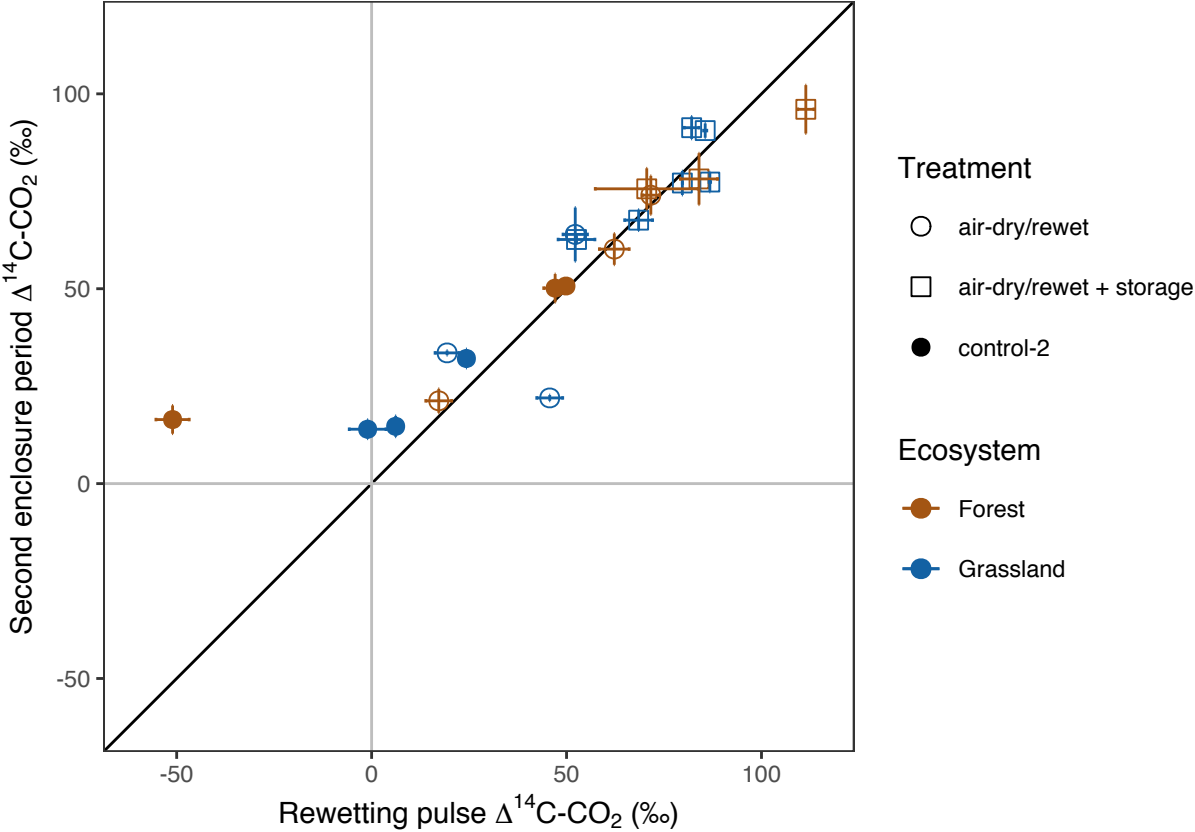 Second enclosure period Δ¹⁴C-CO₂ (‰)
100
50
0
-50
-50
0
50
100
Rewetting pulse Δ¹⁴C-CO₂ (‰)
Treatment
air-dry/rewet
air-dry/rewet + storage
control-2
Ecosystem
Forest
Grassland